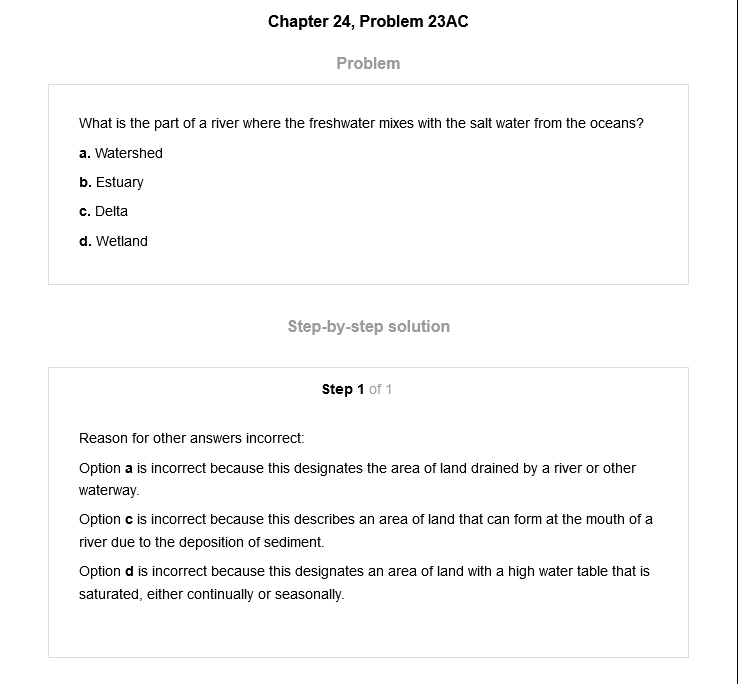 Chapter 24, Problem 23AC
Problem
What is the part of a river where the freshwater mixes with the salt water from the oceans?
a. Watershed
b. Estuary
c. Delta
d. Wetland
Step-by-step solution
Step 1 of 1
Reason for other answers incorrect:
Option a is incorrect because this designates the area of land drained by a river or other
waterway.
Option c is incorrect because this describes an area of land that can form at the mouth of a
river due to the deposition of sediment.
Option d is incorrect because this designates an area of land with a high water table that is
saturated, either continually or seasonally.